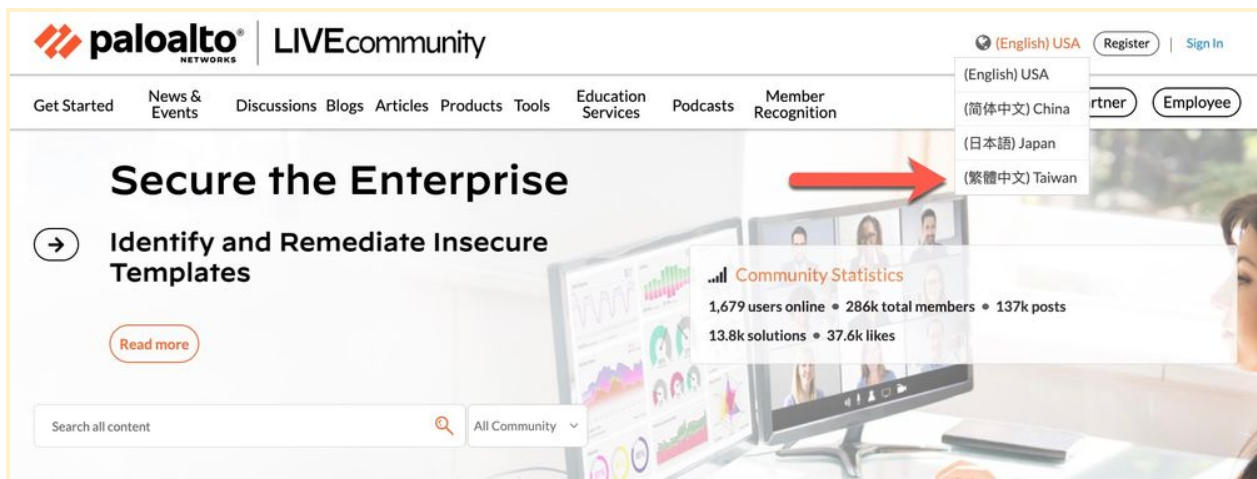 paloalto® NETWORKS | LIVEcommunity
(English) USA Register | Sign In
(English) USA
(简体中文) China
(日本語) Japan
(繁體中文) Taiwan
Get Started News & Events Discussions Blogs Articles Products Tools Education Services Podcasts Member Recognition
Employee
Secure the Enterprise
Identify and Remediate Insecure
Templates
Read more
Community Statistics
1,679 users online • 286k total members • 137k posts
13.8k solutions • 37.6k likes
Search all content
All Community